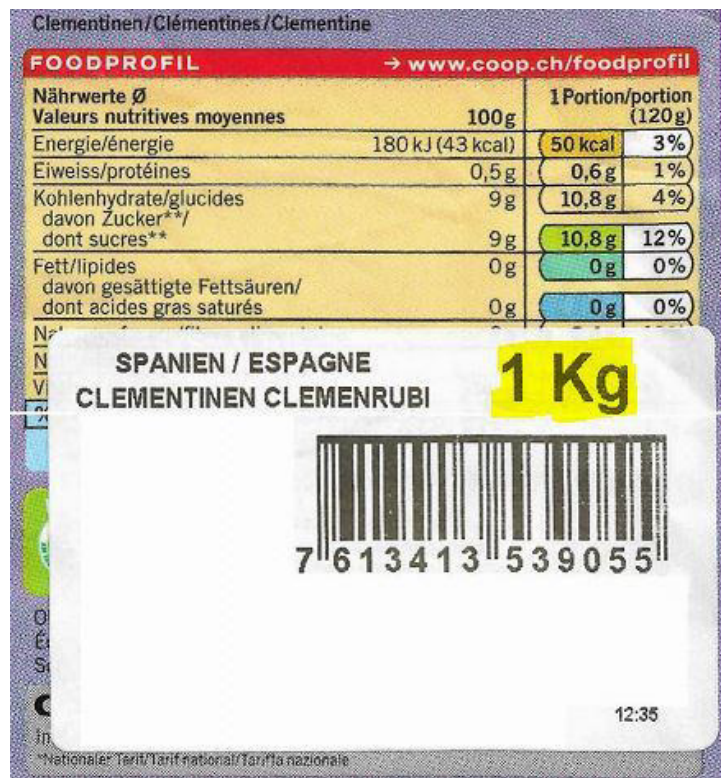 Clementinen/Clémentines/Clementine
FOODPROFIL → www.coop.ch/foodprofil
Nährwerte Ø 1 Portion/portion
Valeurs nutritives moyennes 100g (120g)
Energie/énergie 180 kJ (43 kcal) 50 kcal 3%
Eiweiss/protéines 0,5g 0,6g 1%
Kohlenhydrate/glucides 9g 10,8g 4%
davon Zucker**/
dont sucres** 9g 10,8g 12%
Fett/lipides 0g 0g 0%
davon gesättigte Fettsäuren/
dont acides gras saturés 0g 0g 0%
SPANIEN / ESPAGNE 1 Kg
CLEMENTINEN CLEMENRUBI
7 613413 539055
12:35
*Nationaler Tarif/Tarif national/Tariffa nazionale